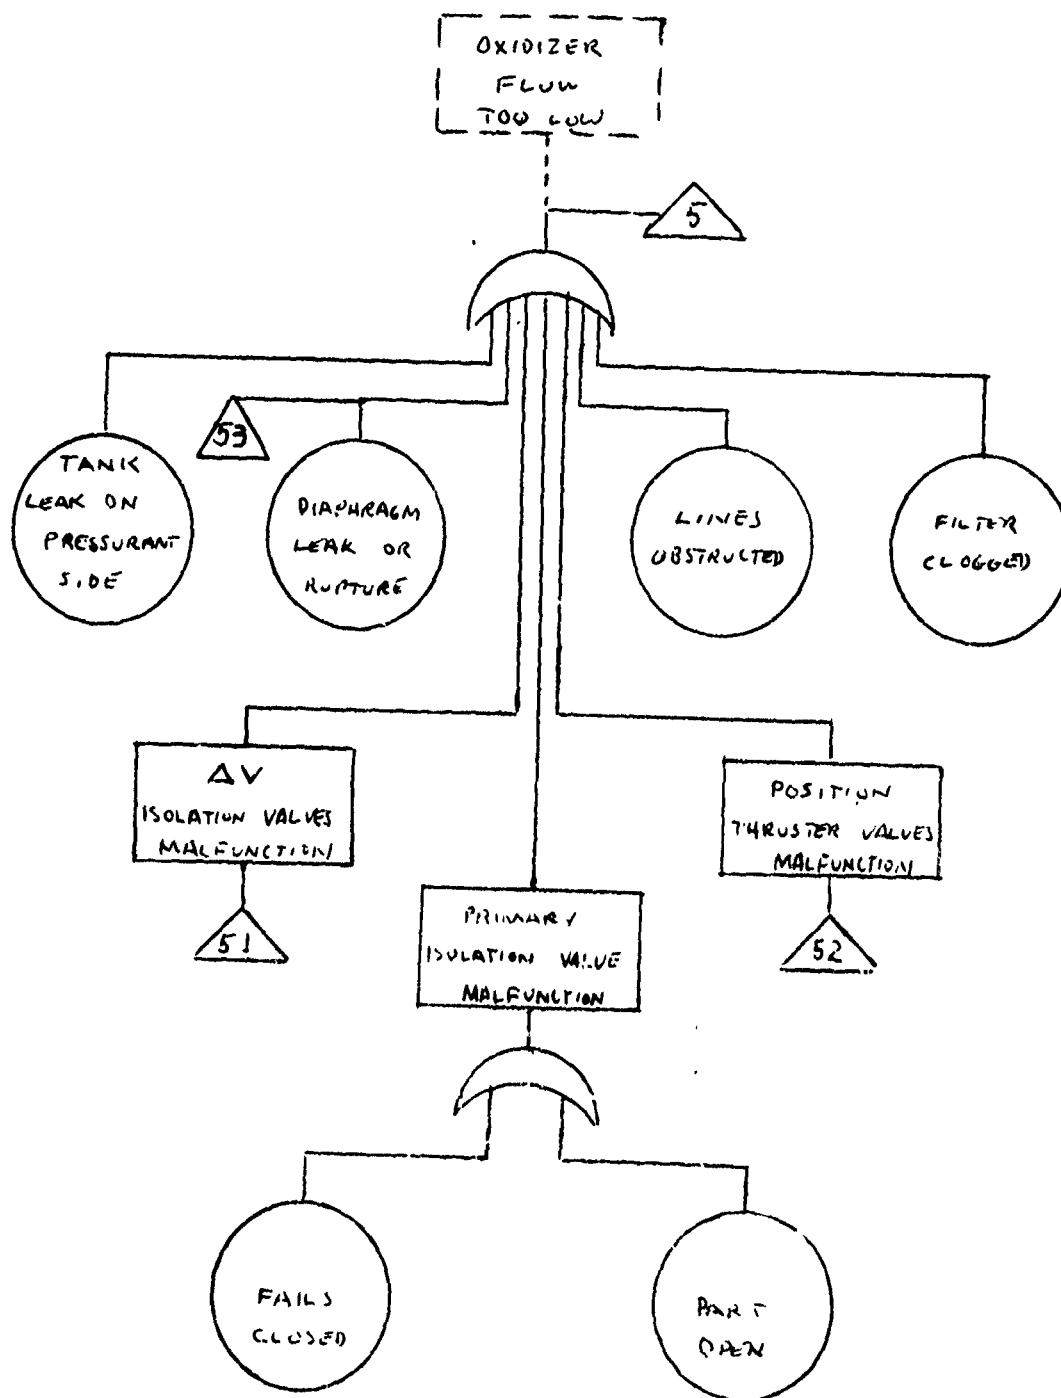 OXIDIZER
FLOW
TOO LOW
5
53
TANK
LEAK ON
PRESSURANT
SIDE
DIAPHRAGM
LEAK OR
RUPTURE
LINES
OBSTRUCTED
FILTER
CLOGGED
ΔV
ISOLATION VALVES
MALFUNCTION
51
POSITION
THRUSTER VALVES
MALFUNCTION
52
PRIMARY
ISOLATION VALUE
MALFUNCTION
FAILS
CLOSED
PART
OPEN